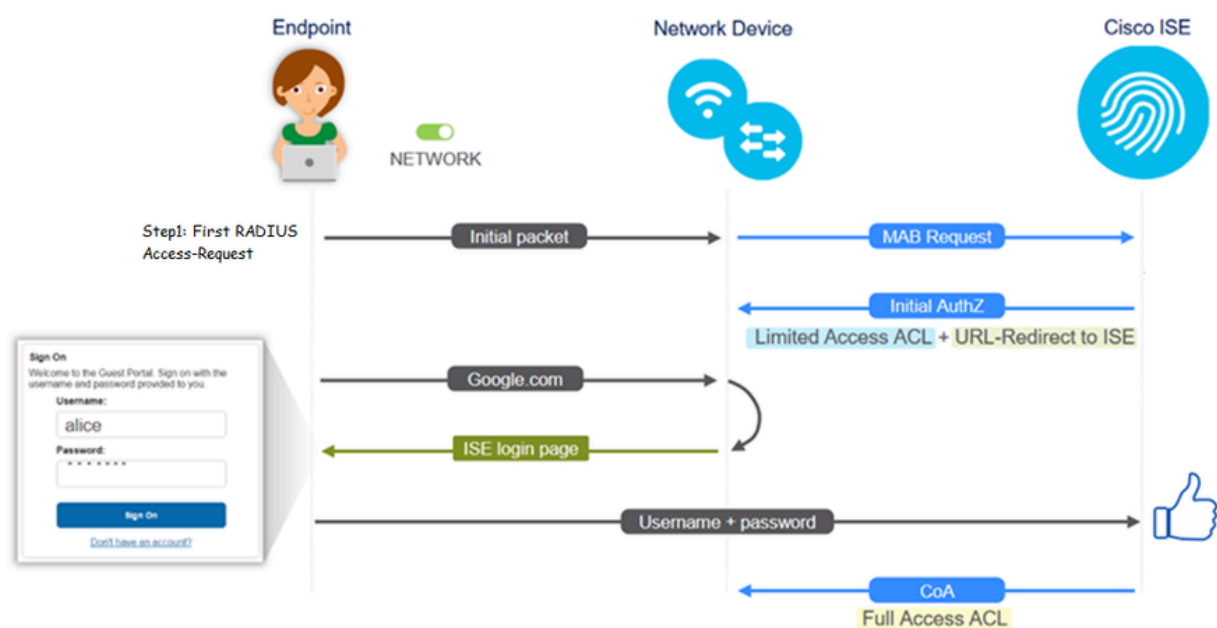 Endpoint
Network Device
Cisco ISE
NETWORK
Step1: First RADIUS
Access-Request
Initial packet
MAB Request
Initial AuthZ
Limited Access ACL + URL-Redirect to ISE
Sign On
Welcome to the Guest Portal. Sign on with the
username and password provided to you.
Username:
alice
Password:
Sign On
Don't have an account?
Google.com
ISE login page
Username + password
CoA
Full Access ACL